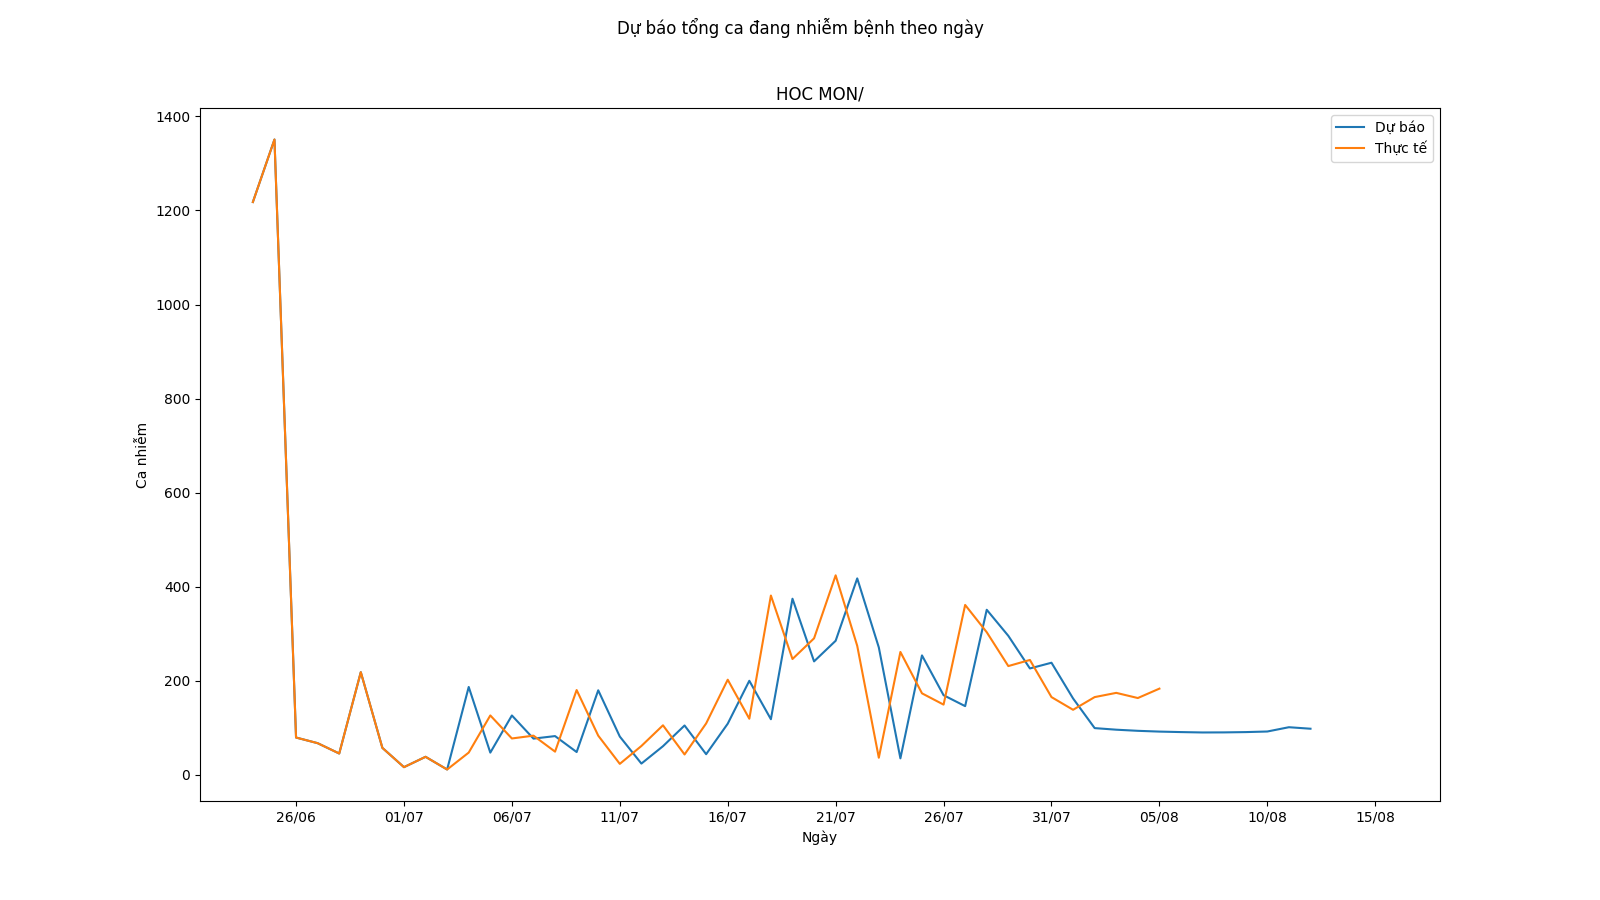 Dự báo tổng ca đang nhiễm bệnh theo ngày
HOC MON/
1400
1200
1000
800
600
400
200
0
Ca nhiễm
Dự báo
Thực tế
26/06 01/07 06/07 11/07 16/07 21/07 26/07 31/07 05/08 10/08 15/08
Ngày